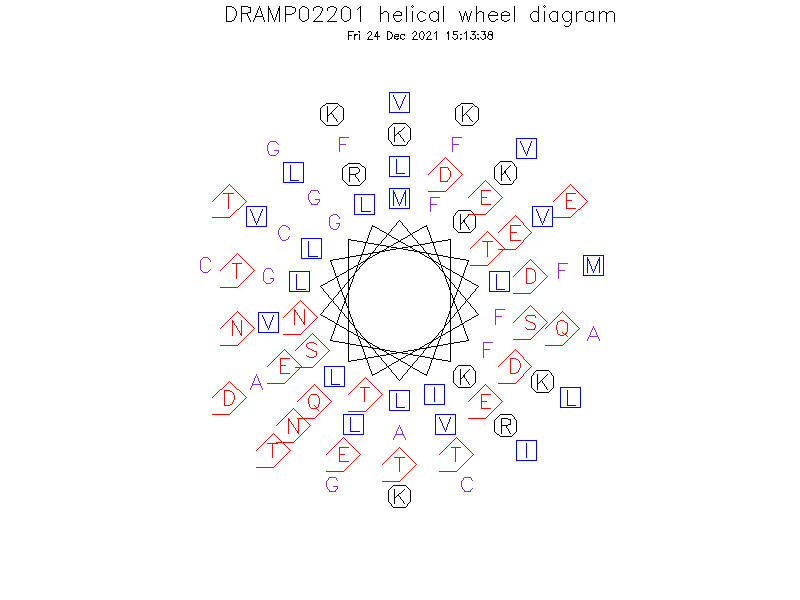 DRAMP02201 helical wheel diagram
Fri 24 Dec 2021 15:13:38
V
K K
K
F F V
G L R L D K
T G L M F E E
V G K V
C L T E
C T G L L D F M
N V N F S Q A
S F
E L K D K
D A Q T L I E L
N L A V R
T E T T I
G C
K